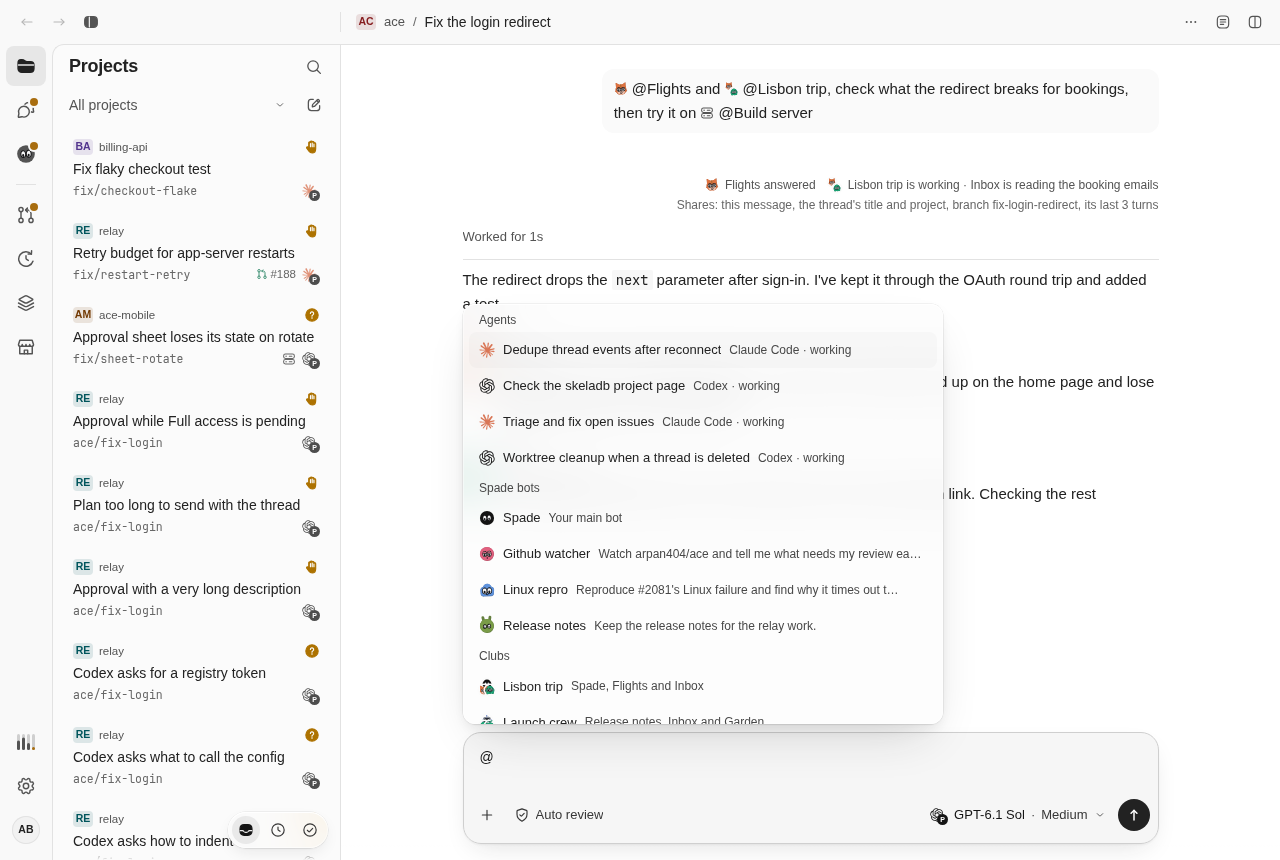 AC ace / Fix the login redirect
Projects
All projects
BA billing-api
Fix flaky checkout test
fix/checkout-flake
P
RE relay
Retry budget for app-server restarts
fix/restart-retry #188
P
AM ace-mobile ?
Approval sheet loses its state on rotate
fix/sheet-rotate
P
RE relay
Approval while Full access is pending
ace/fix-login
P
RE relay
Plan too long to send with the thread
ace/fix-login
P
RE relay
Approval with a very long description
ace/fix-login
P
RE relay ?
Codex asks for a registry token
ace/fix-login
P
RE relay ?
Codex asks what to call the config
ace/fix-login
P
RE relay
Codex asks how to indent
AB
@Flights and @Lisbon trip, check what the redirect breaks for bookings,
then try it on @Build server
Flights answered Lisbon trip is working · Inbox is reading the booking emails
Shares: this message, the thread's title and project, branch fix-login-redirect, its last 3 turns
Worked for 1s
The redirect drops the next parameter after sign-in. I've kept it through the OAuth round trip and added
a test.
d up on the home page and lose
link. Checking the rest
Agents
Dedupe thread events after reconnect Claude Code · working
Check the skeladb project page Codex · working
Triage and fix open issues Claude Code · working
Worktree cleanup when a thread is deleted Codex · working
Spade bots
Spade Your main bot
Github watcher Watch arpan404/ace and tell me what needs my review ea…
Linux repro Reproduce #2081's Linux failure and find why it times out t…
Release notes Keep the release notes for the relay work.
Clubs
Lisbon trip Spade, Flights and Inbox
Launch crew Release notes, Inbox and Garden
@
Auto review
P GPT-6.1 Sol · Medium